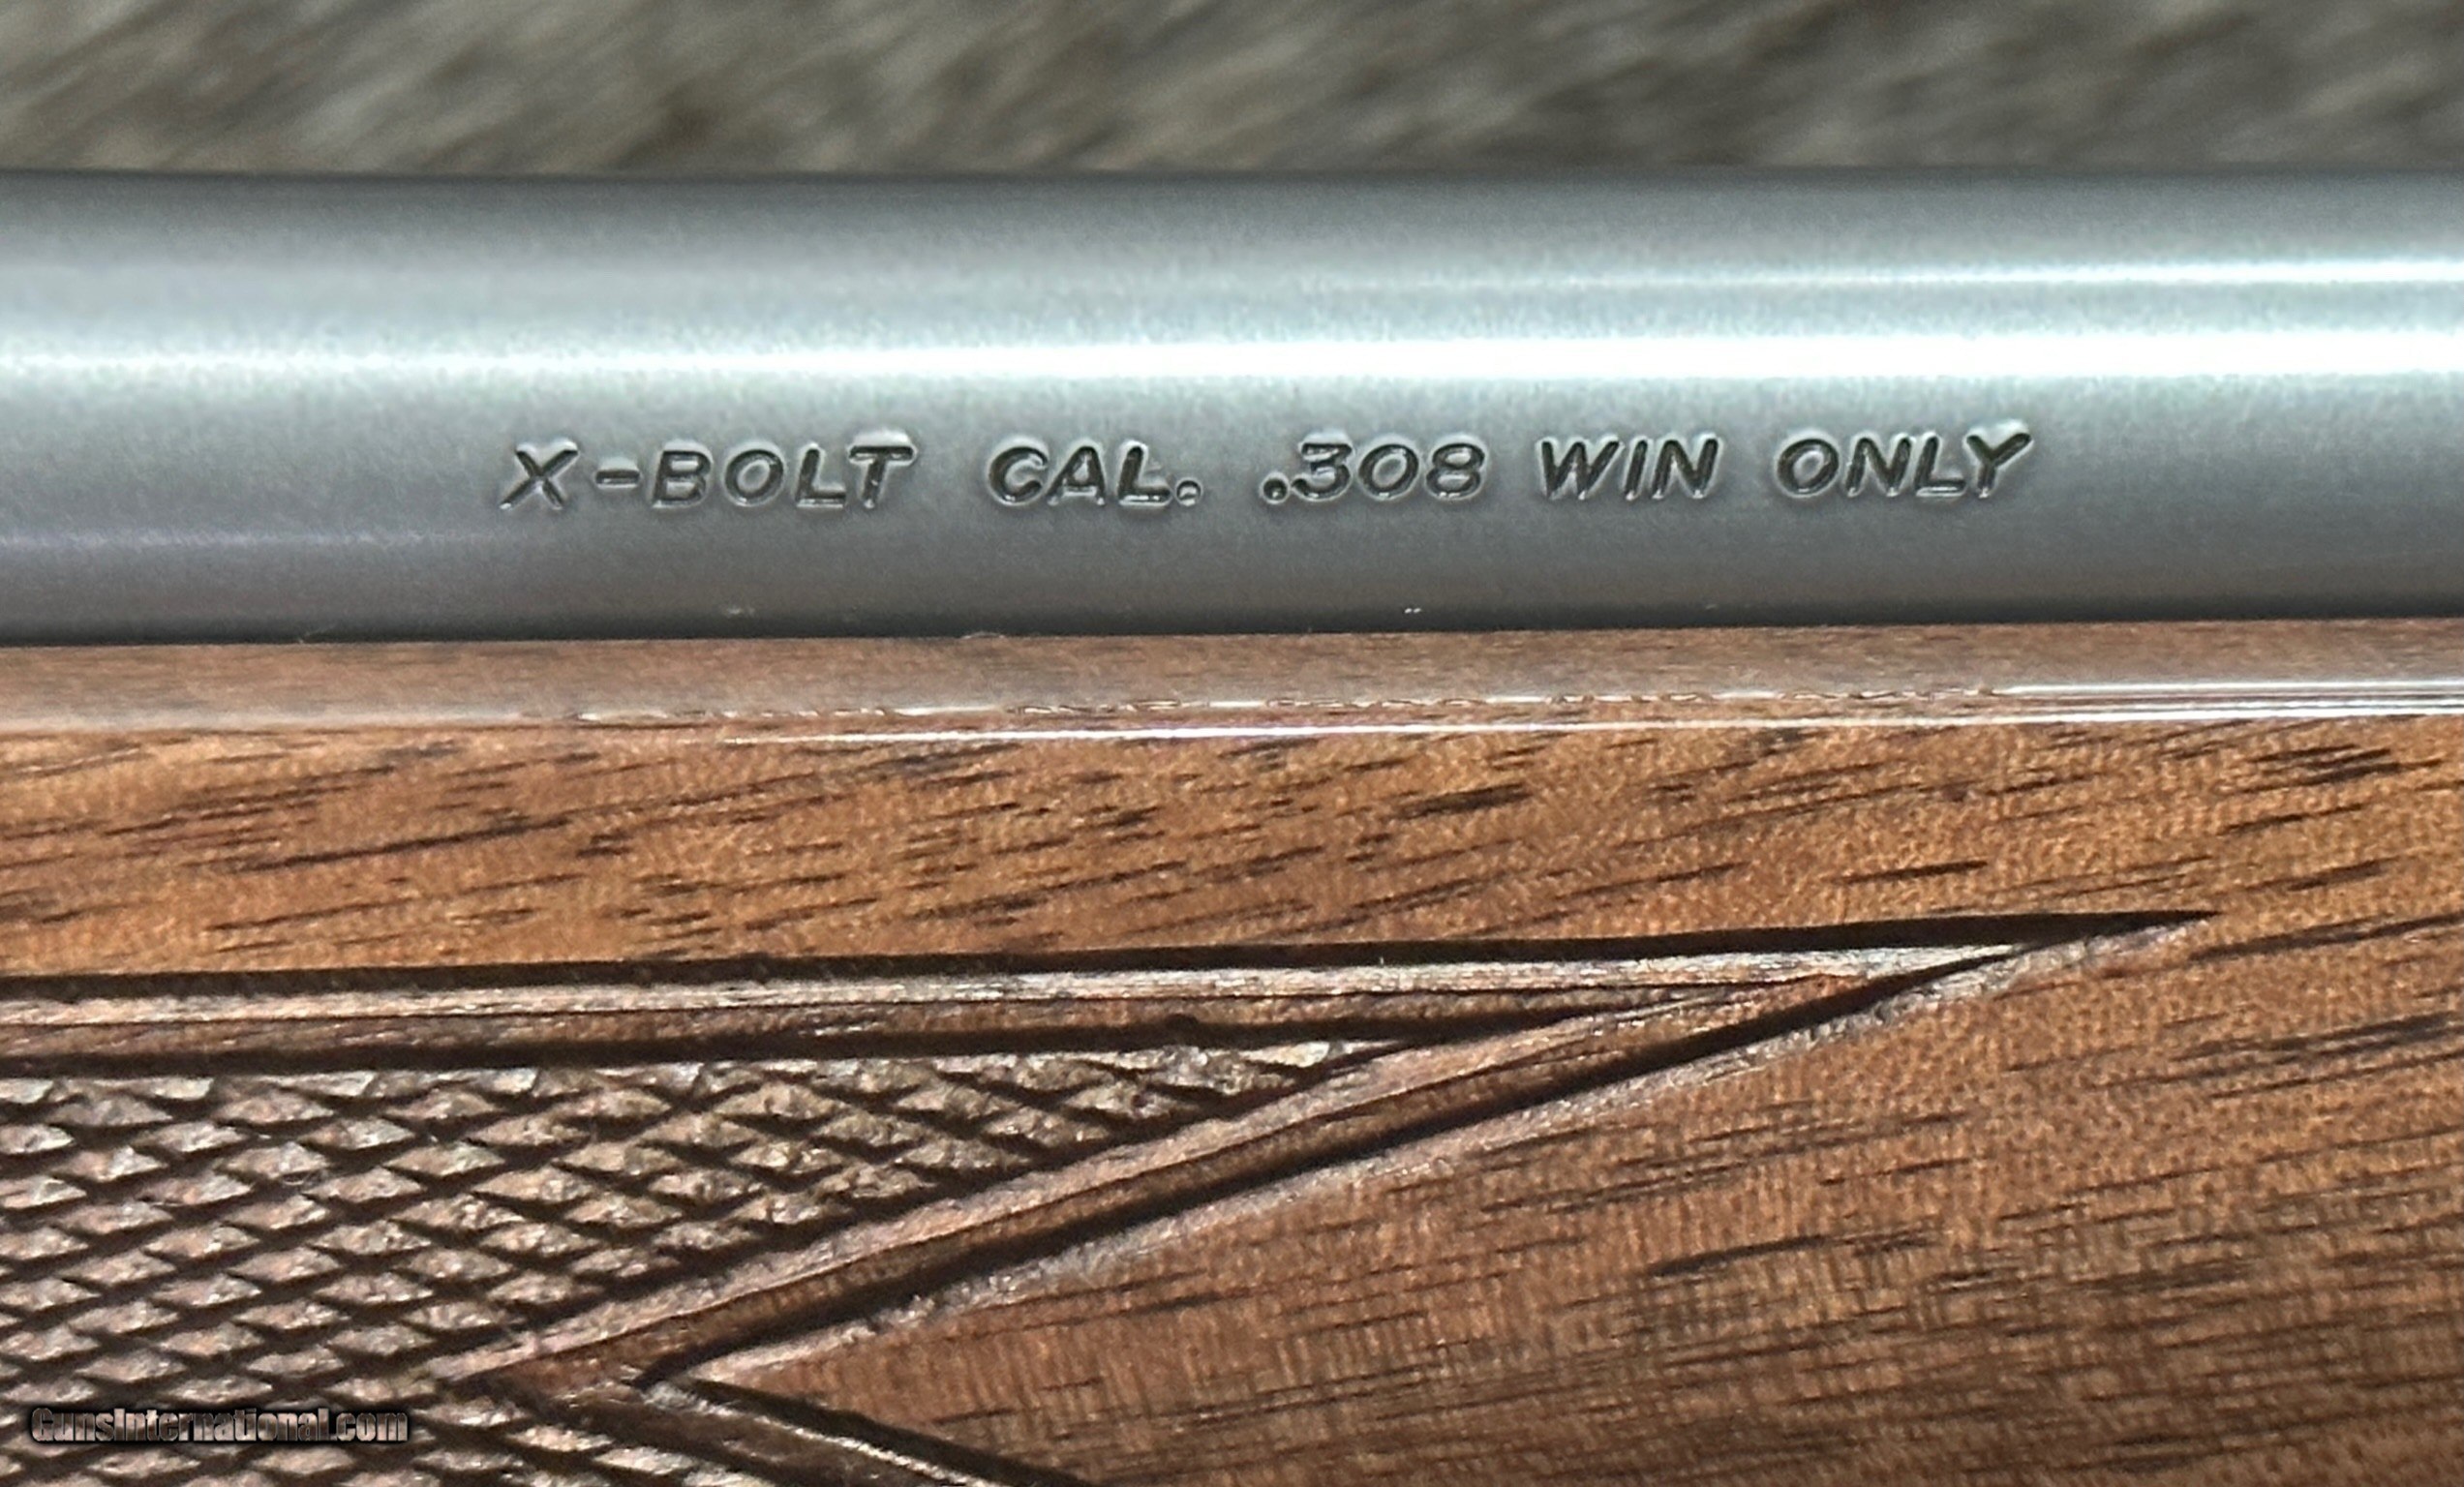 X-BOLT CAL. .308 WIN ONLY
GunsInternational.com